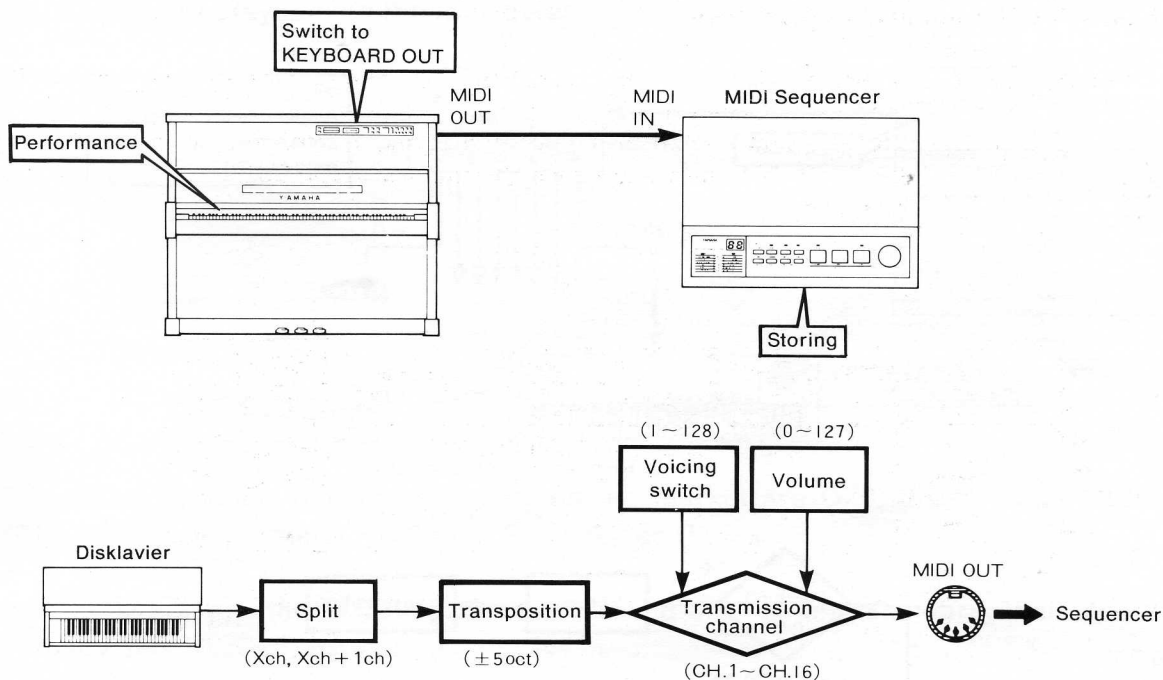 Switch to
KEYBOARD OUT
MIDI
OUT
MIDI
IN
MIDi Sequencer
Performance
YAMAHA
88
Storing
(1~128)
(0~127)
Voicing
switch
Volume
Disklavier
Split
Transposition
Transmission
channel
MIDI OUT
Sequencer
(Xch, Xch + 1ch)
(±5oct)
(CH.1~CH.16)